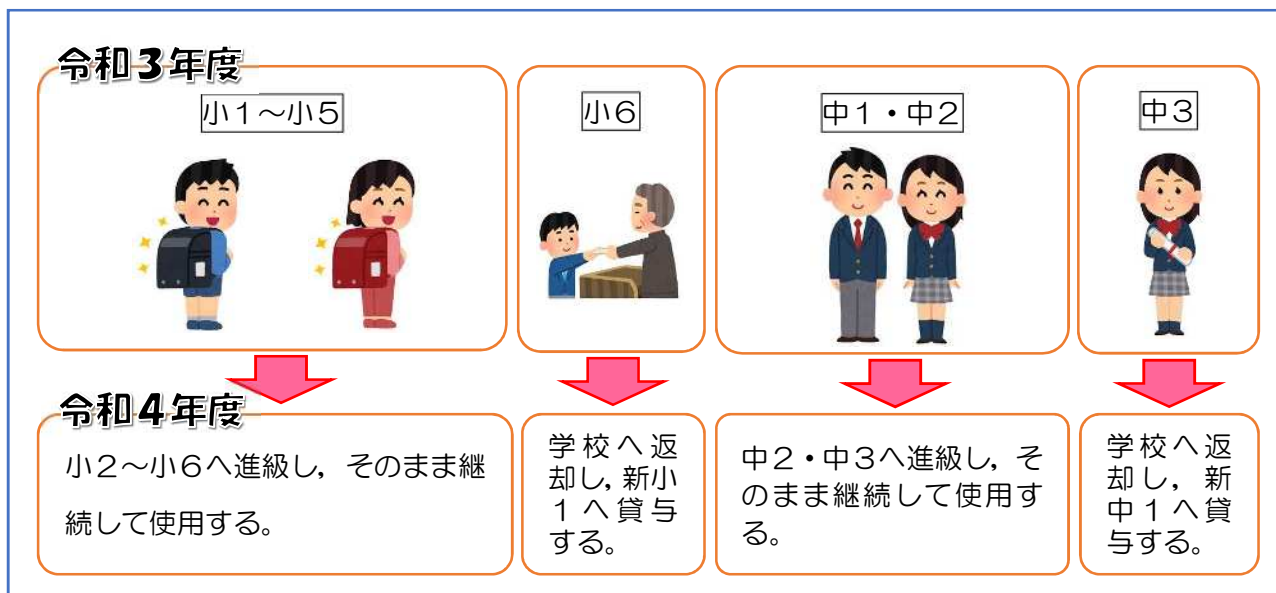 令和3年度
小1〜小5
小6
中1・中2
中3
令和4年度
小2〜小6へ進級し，そのまま継
続して使用する。
学校へ返
却し，新小
1へ貸与
する。
中2・中3へ進級し，そ
のまま継続して使用す
る。
学校へ返
却し，新
中1へ貸
与する。